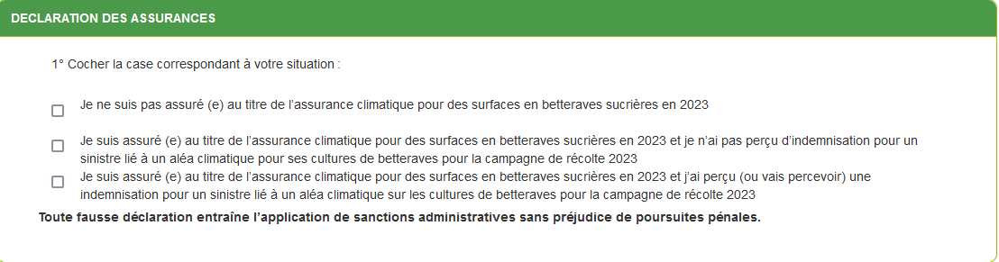 DECLARATION DES ASSURANCES
1° Cocher la case correspondant à votre situation :
Je ne suis pas assuré (e) au titre de l'assurance climatique pour des surfaces en betteraves sucrières en 2023
Je suis assuré (e) au titre de l'assurance climatique pour des surfaces en betteraves sucrières en 2023 et je n'ai pas perçu d'indemnisation pour un
sinistre lié à un aléa climatique pour ses cultures de betteraves pour la campagne de récolte 2023
Je suis assuré (e) au titre de l'assurance climatique pour des surfaces en betteraves sucrières en 2023 et j'ai perçu (ou vais percevoir) une
indemnisation pour un sinistre lié à un aléa climatique sur les cultures de betteraves pour la campagne de récolte 2023
Toute fausse déclaration entraîne l'application de sanctions administratives sans préjudice de poursuites pénales.